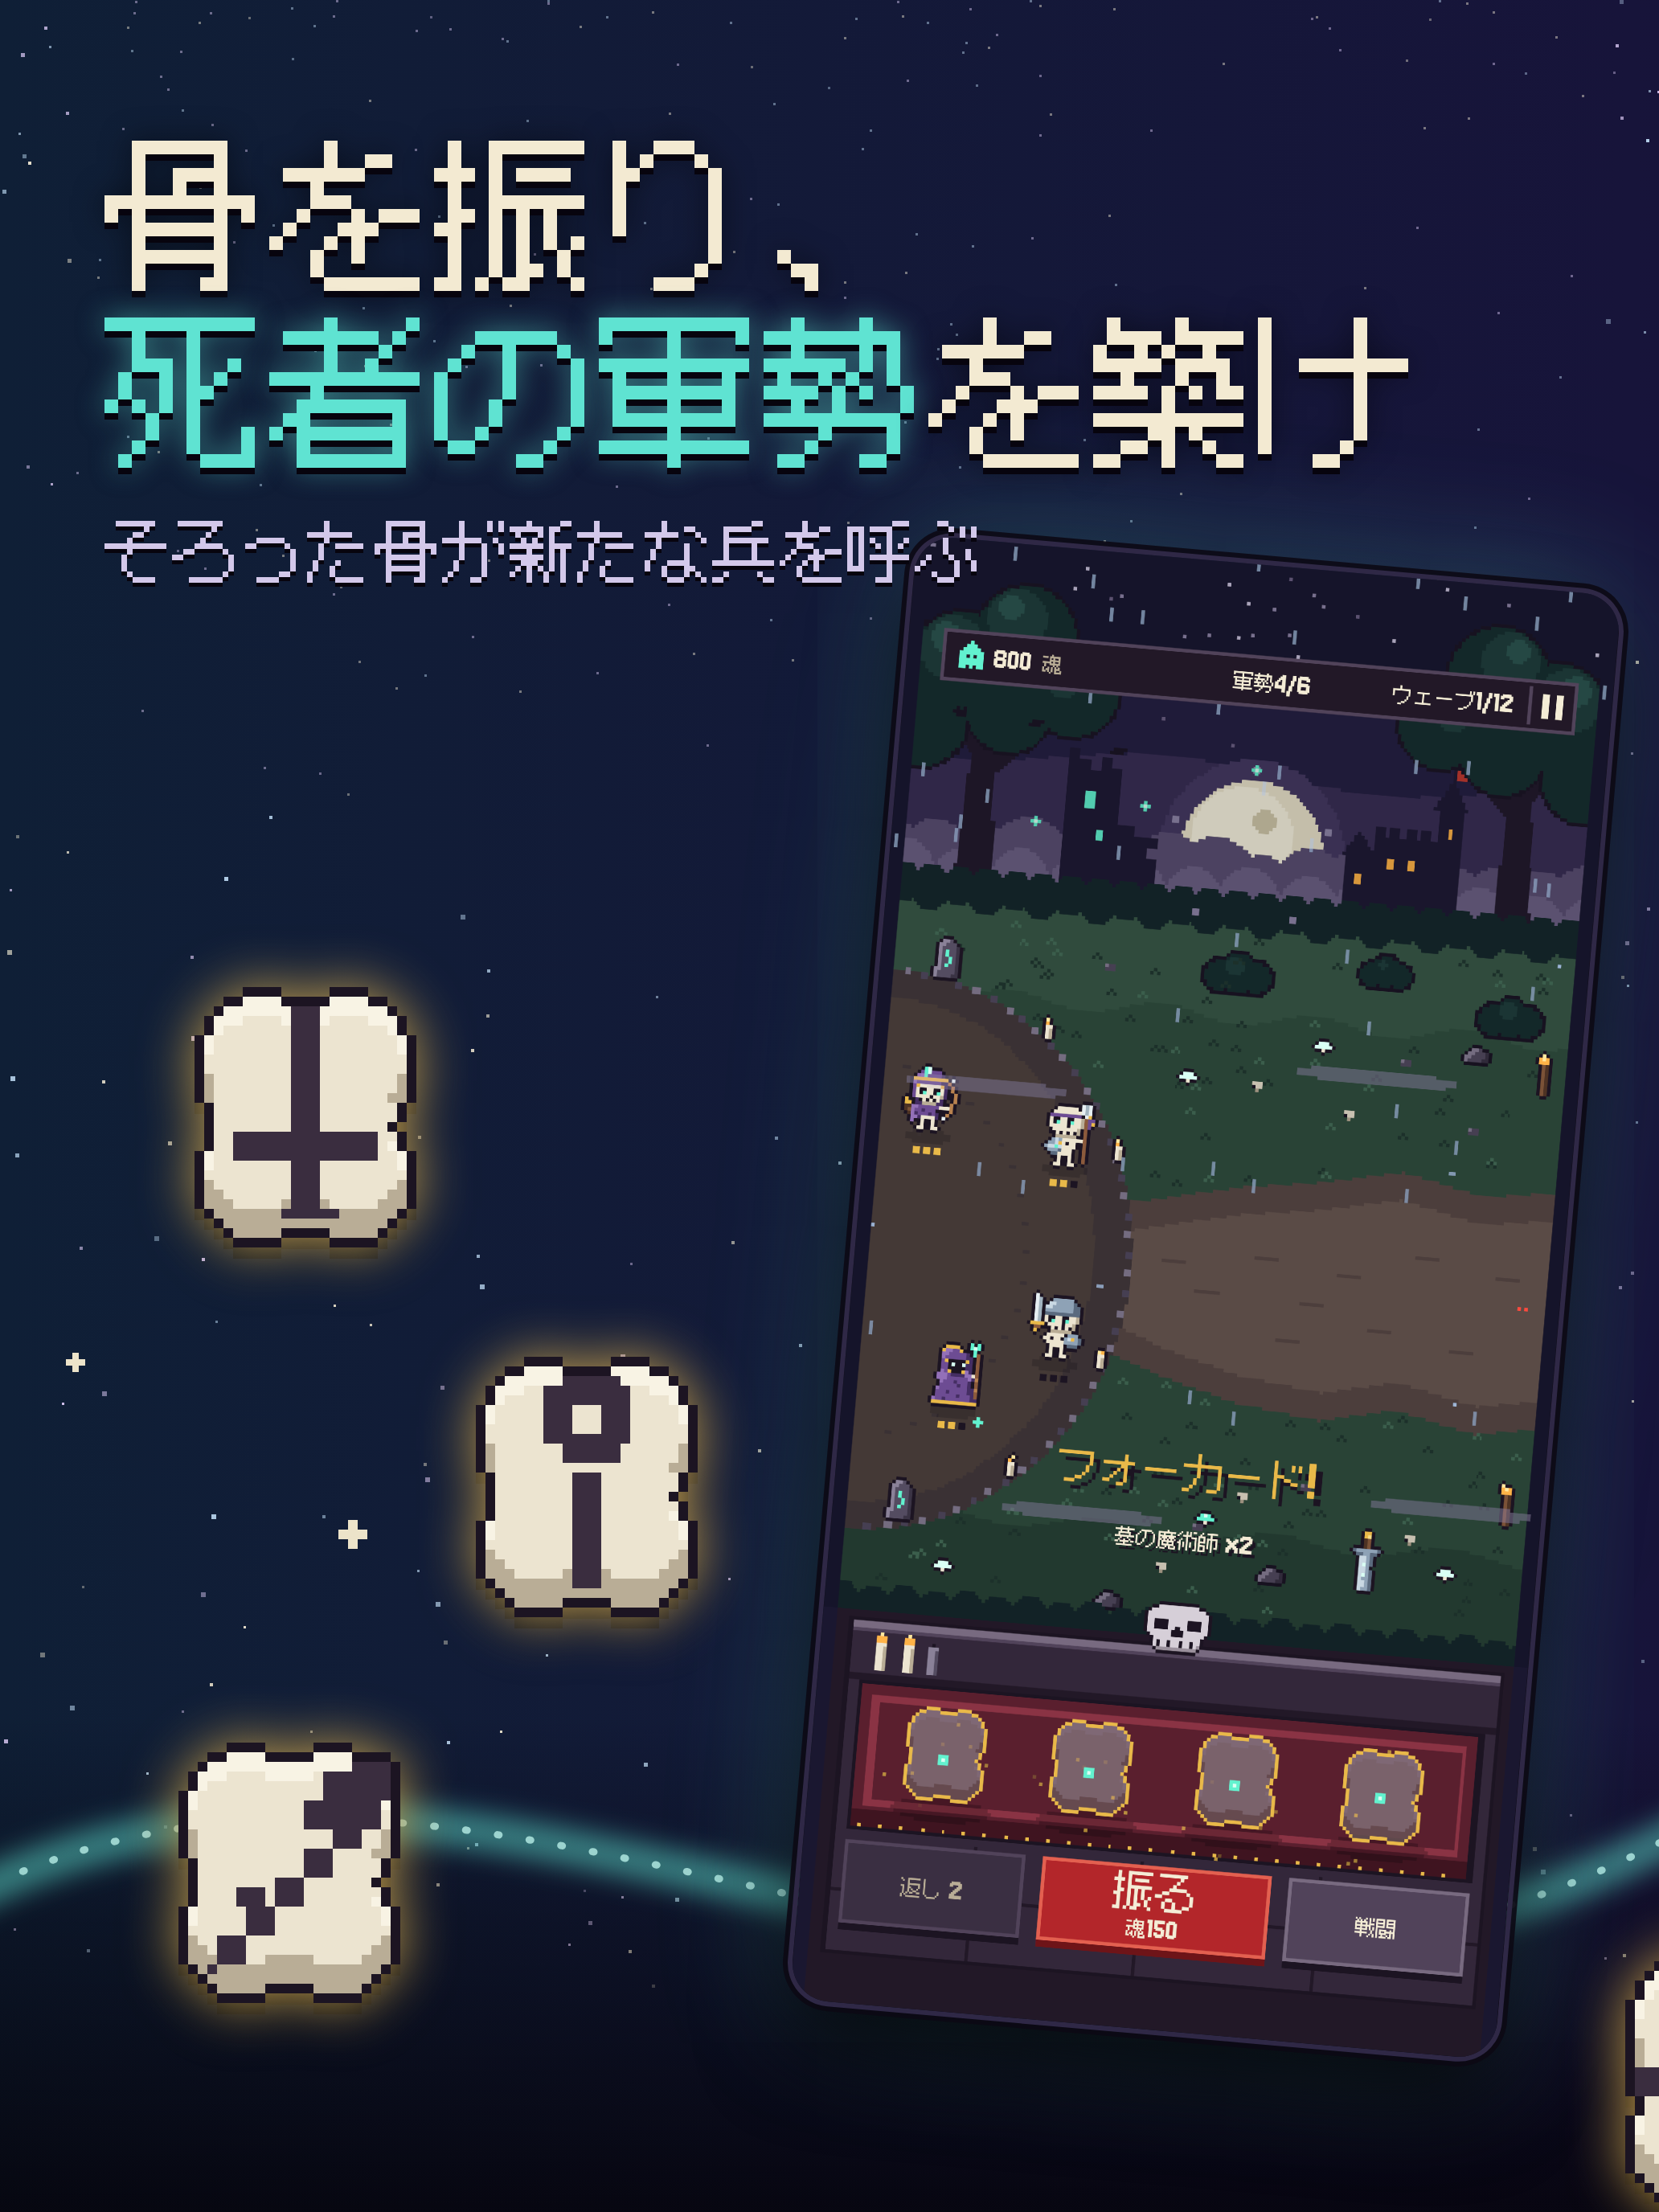 骨を振り、
死者の軍勢を築け
そろった骨が新たな兵を呼ぶ
800 魂
軍勢4/6
ウェーブ1/12
フォーカード!
墓の魔術師 x2
返し 2
振る
魂150
戦闘